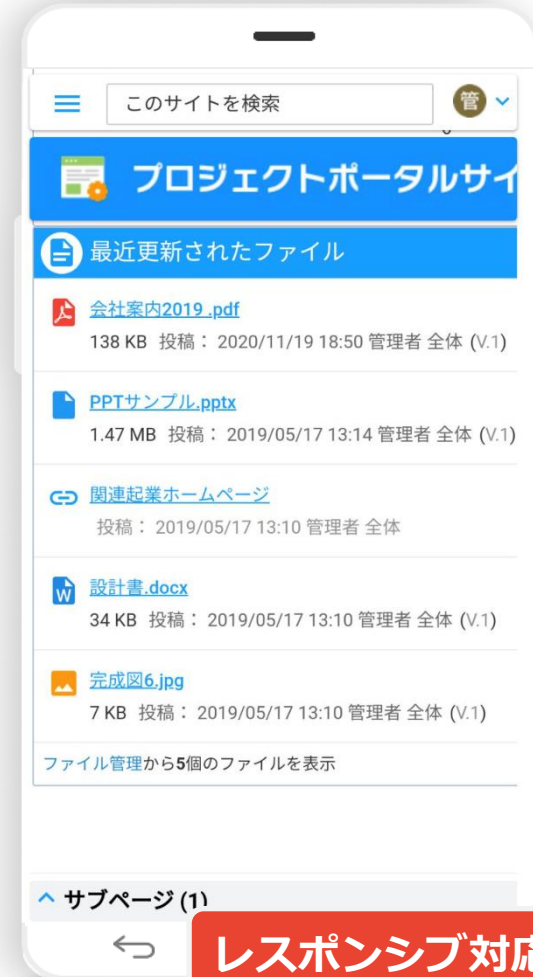 このサイトを検索
管
プロジェクトポータルサイ
最近更新されたファイル
会社案内2019 .pdf
138 KB 投稿： 2020/11/19 18:50 管理者 全体 (V.1)
PPTサンプル.pptx
1.47 MB 投稿： 2019/05/17 13:14 管理者 全体 (V.1)
関連起業ホームページ
投稿： 2019/05/17 13:10 管理者 全体
W
設計書.docx
34 KB 投稿： 2019/05/17 13:10 管理者 全体 (V.1)
完成図6.jpg
7 KB 投稿： 2019/05/17 13:10 管理者 全体 (V.1)
ファイル管理から5個のファイルを表示
サブページ (1)
レスポンシブ対応